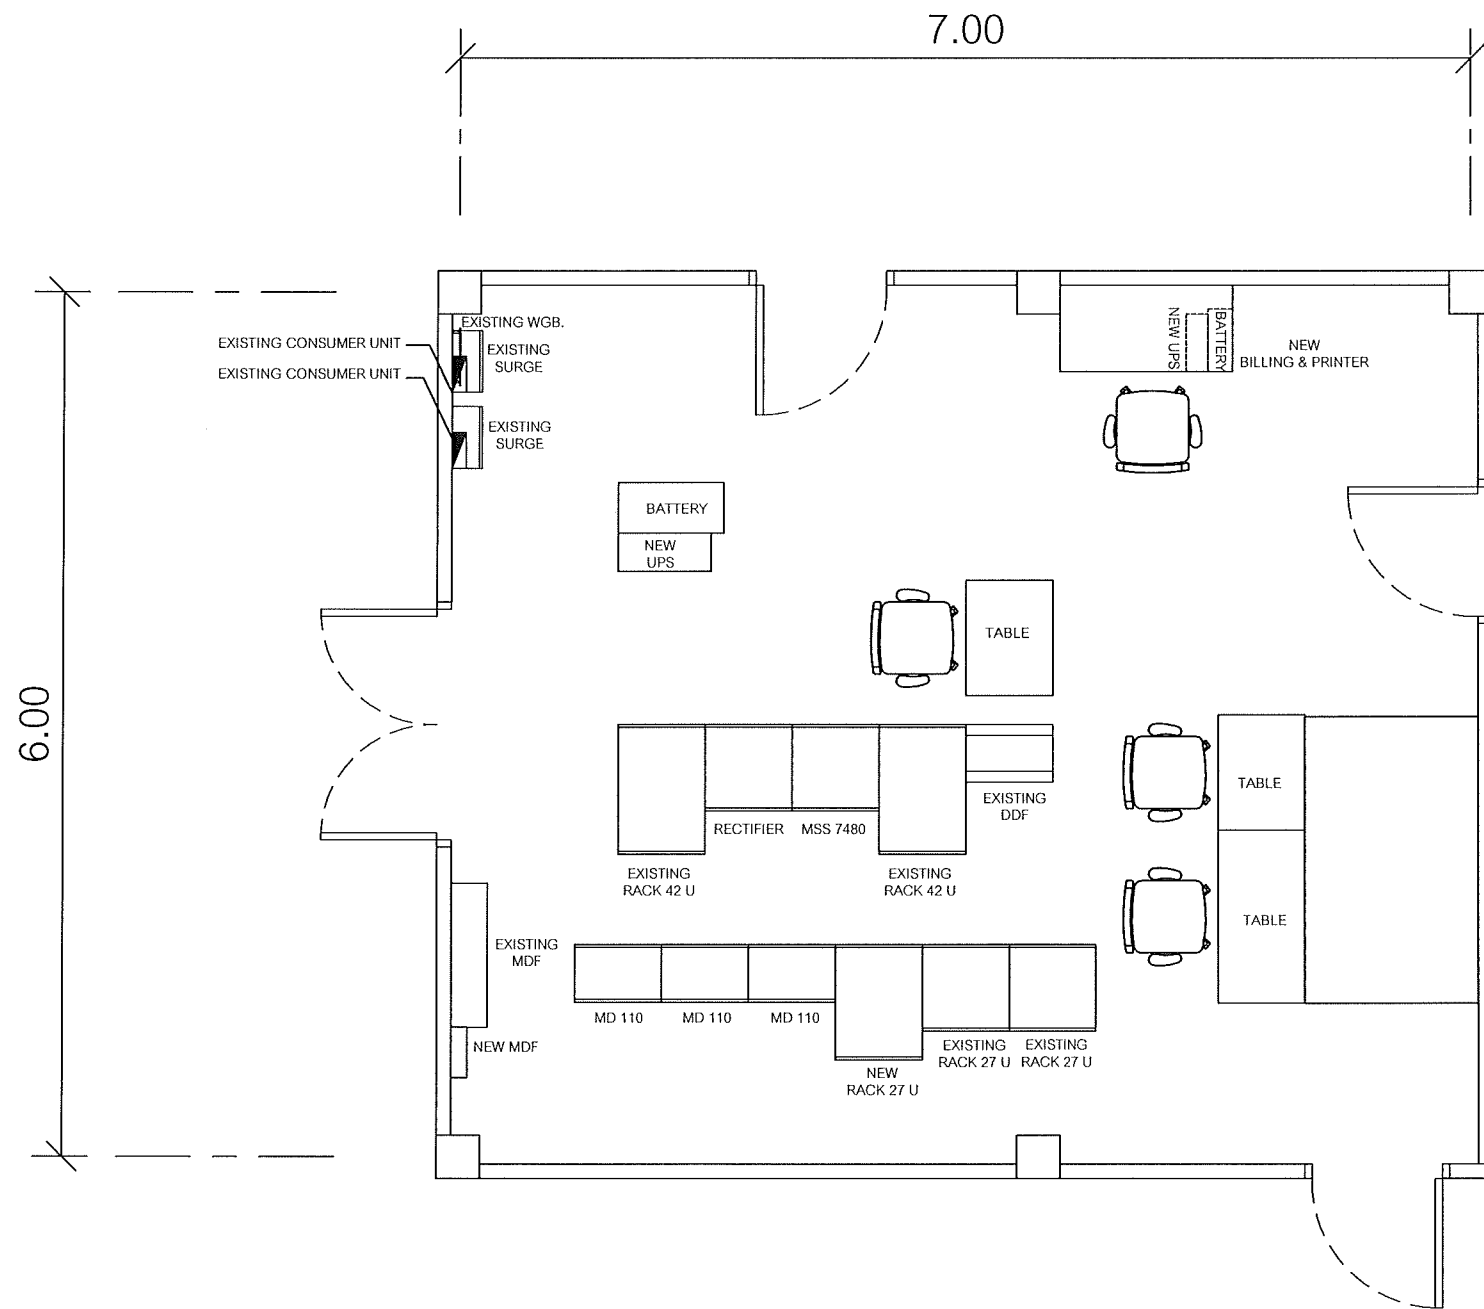 7.00
6.00
EXISTING WGB.
EXISTING CONSUMER UNIT
EXISTING
SURGE
EXISTING CONSUMER UNIT
EXISTING
SURGE
NEW UPS
BATTERY
NEW
BILLING & PRINTER
BATTERY
NEW
UPS
TABLE
RECTIFIER
MSS 7480
EXISTING
DDF
TABLE
EXISTING
RACK 42 U
EXISTING
RACK 42 U
TABLE
EXISTING
MDF
MD 110
MD 110
MD 110
NEW MDF
EXISTING
RACK 27 U
EXISTING
RACK 27 U
NEW
RACK 27 U